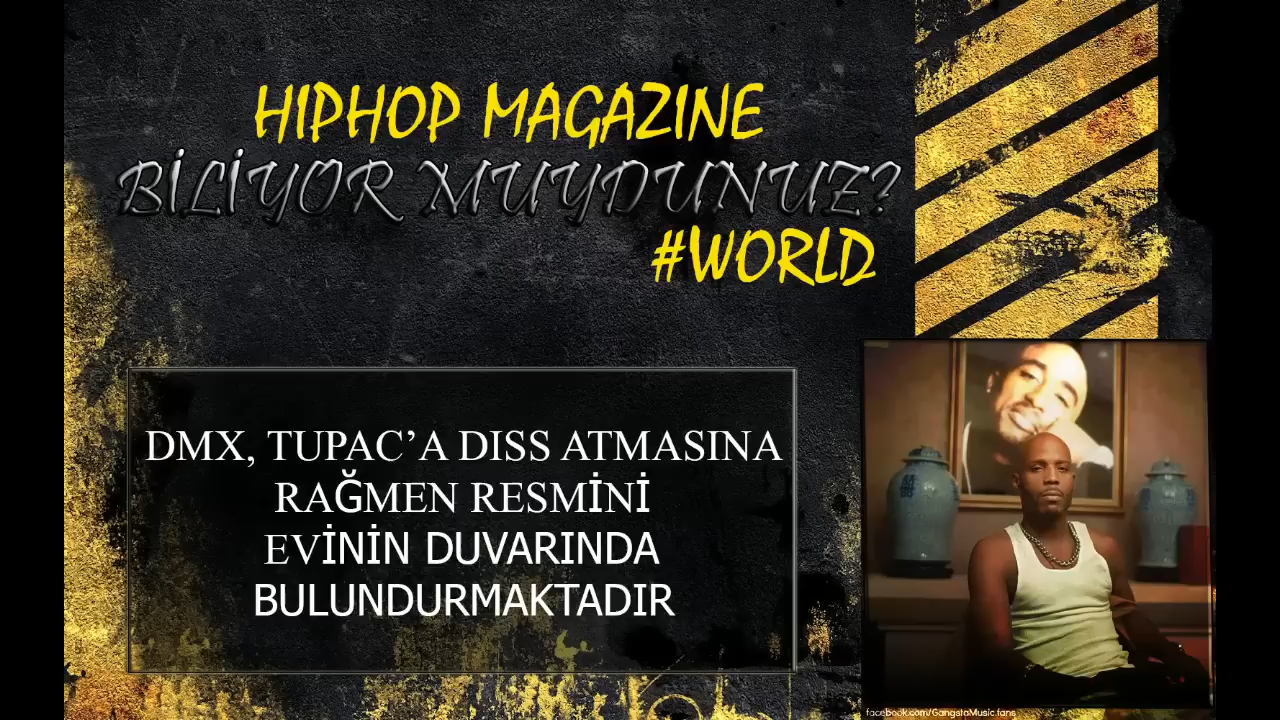 HIPHOP MAGAZINE
BİLİYOR MUYDUNUZ?
#WORLD
DMX, TUPAC’A DISS ATMASINA
RAĞMEN RESMİNİ
EVİNİN DUVARINDA
BULUNDURMAKTADIR
facebook.com/GangstaMusic.fans